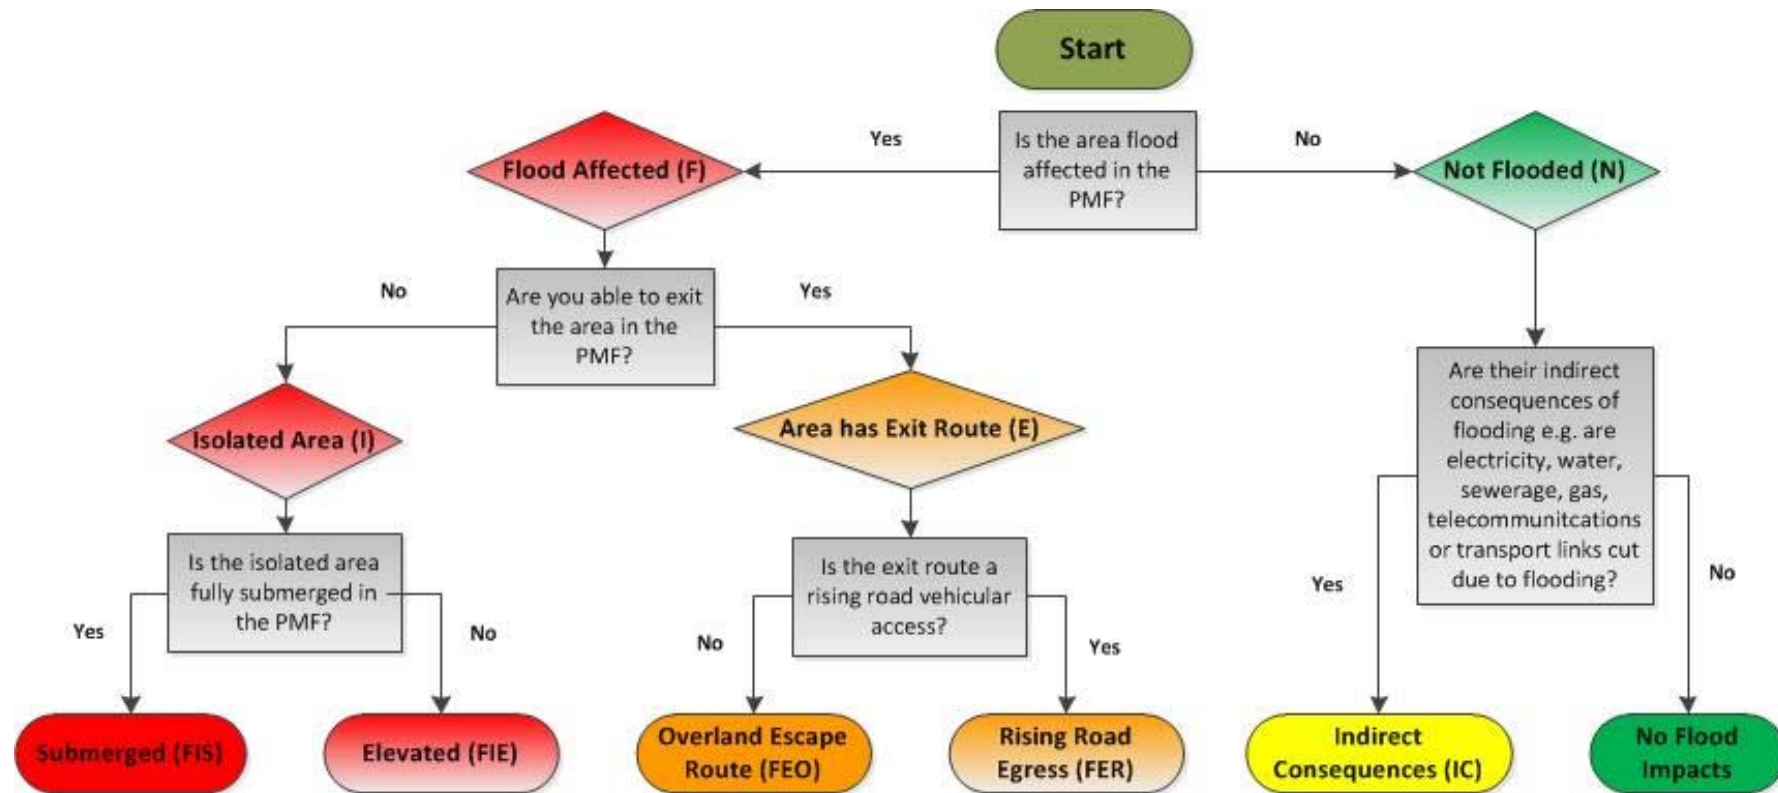 Start
Is the area flood
affected in the
PMF?
Yes
No
Flood Affected (F)
Not Flooded (N)
Are you able to exit
the area in the
PMF?
No
Yes
Isolated Area (I)
Area has Exit Route (E)
Are their indirect
consequences of
flooding e.g. are
electricity, water,
sewerage, gas,
telecommunitcations
or transport links cut
due to flooding?
Is the isolated area
fully submerged in
the PMF?
Is the exit route a
rising road vehicular
access?
Yes
No
No
Yes
Yes
No
Submerged (FIS)
Elevated (FIE)
Overland Escape
Route (FEO)
Rising Road
Egress (FER)
Indirect
Consequences (IC)
No Flood
Impacts